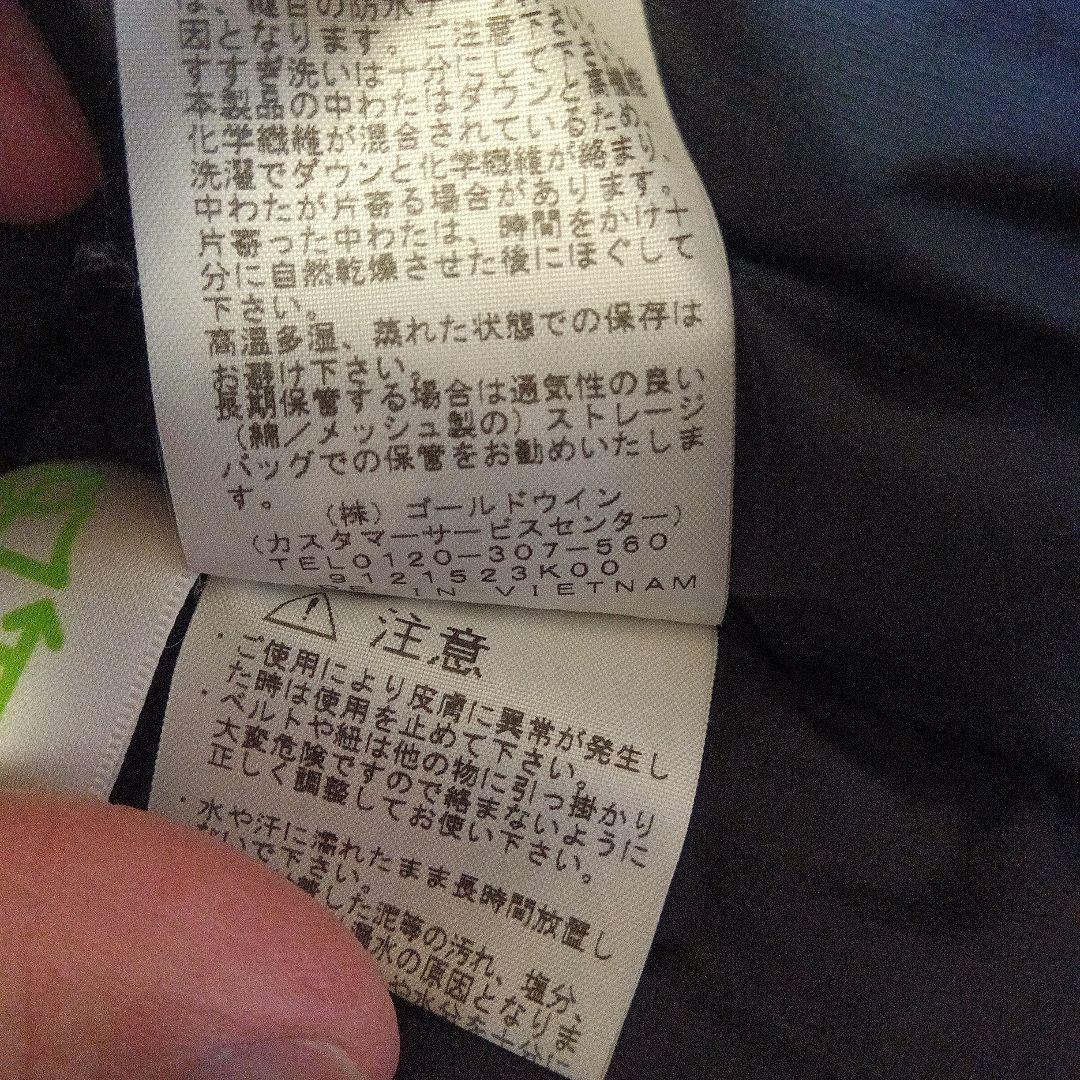 因となります。ご注意下さい。
すすぎ洗いは十分にして下さい。
本製品の中わたはダウンと高機能
化学繊維が混合されているため、
洗濯でダウンと化学繊維が絡まり、
中わたが片寄る場合があります。
片寄った中わたは、時間をかけ十
分に自然乾燥させた後にほぐして
下さい。
高温多湿、蒸れた状態での保存は
お避け下さい。
長期保管する場合は通気性の良い
（綿／メッシュ製の）ストレージ
バッグでの保管をお勧めいたしま
す。
（株）ゴールドウイン
（カスタマーサービスセンター）
TEL0120-307-560
9121523K00
IN VIETNAM
注意
・ご使用により皮膚に異常が発生し
た時は使用を止めて下さい。
・ベルトや紐は他の物に引っ掛かり
大変危険ですので絡まないように
正しく調整してお使い下さい。
・水や汗に濡れたまま長時間放置し
ないで下さい。
した泥等の汚れ、塩分、
漏水の原因となりま
や水分を十分に